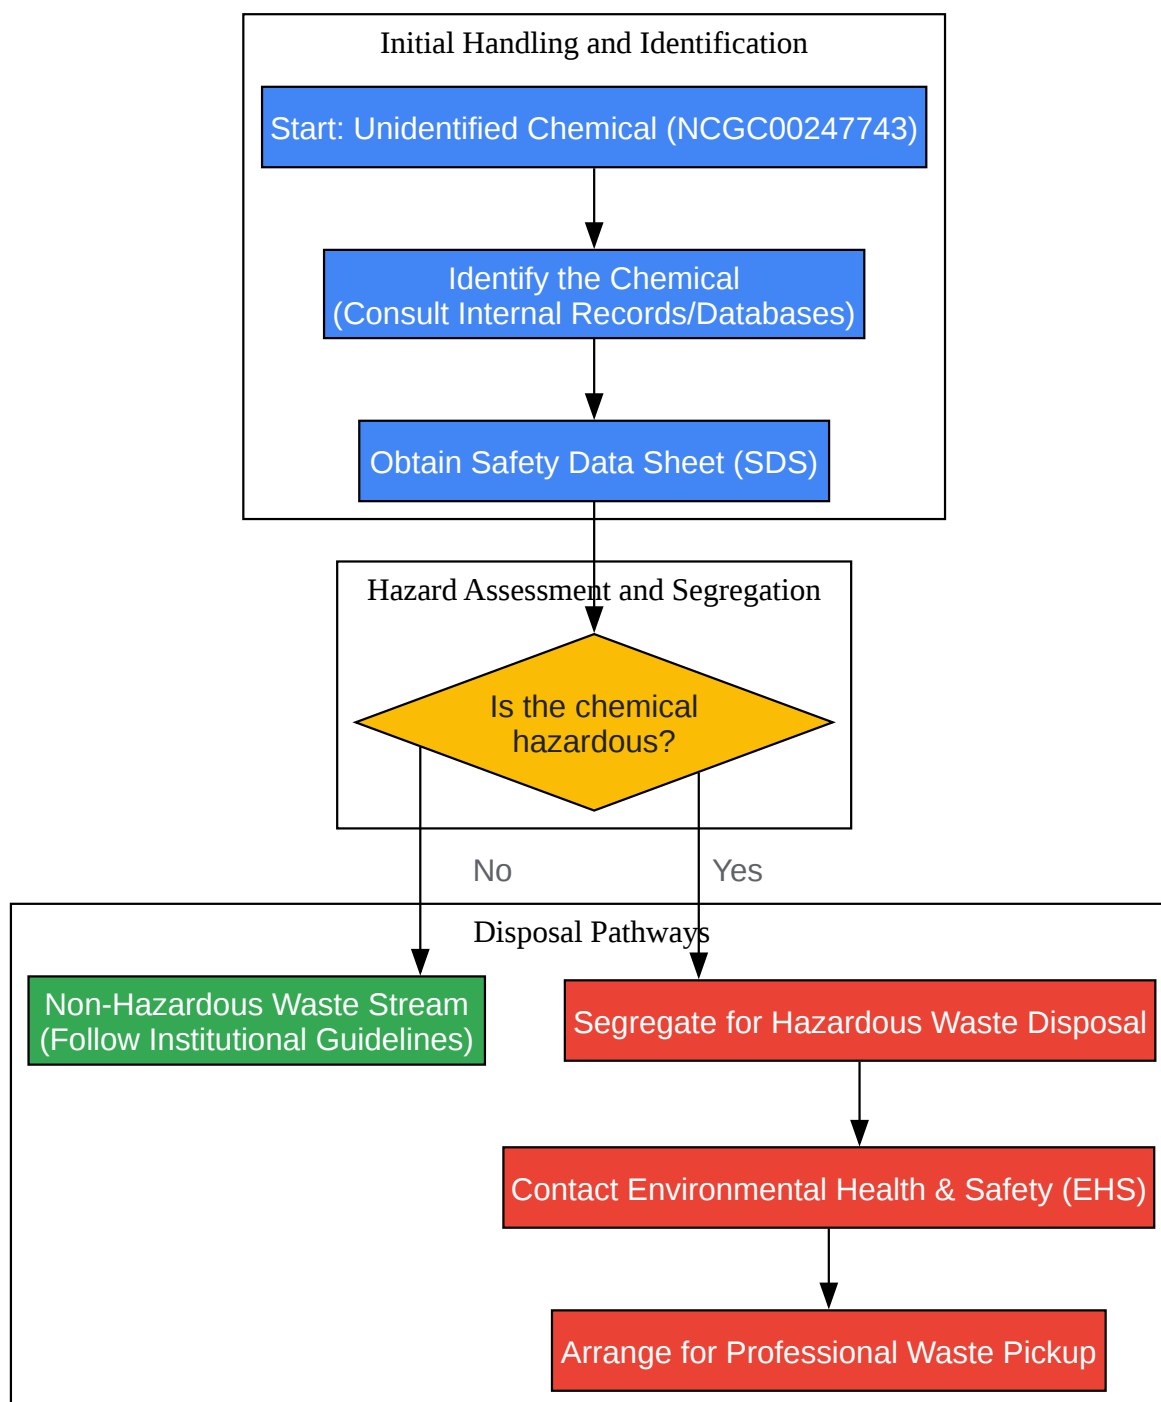 Initial Handling and Identification
Start: Unidentified Chemical (NCGC00247743)
Identify the Chemical
(Consult Internal Records/Databases)
Obtain Safety Data Sheet (SDS)
Hazard Assessment and Segregation
Is the chemical
hazardous?
No
Yes
Disposal Pathways
Non-Hazardous Waste Stream
(Follow Institutional Guidelines)
Segregate for Hazardous Waste Disposal
Contact Environmental Health & Safety (EHS)
Arrange for Professional Waste Pickup